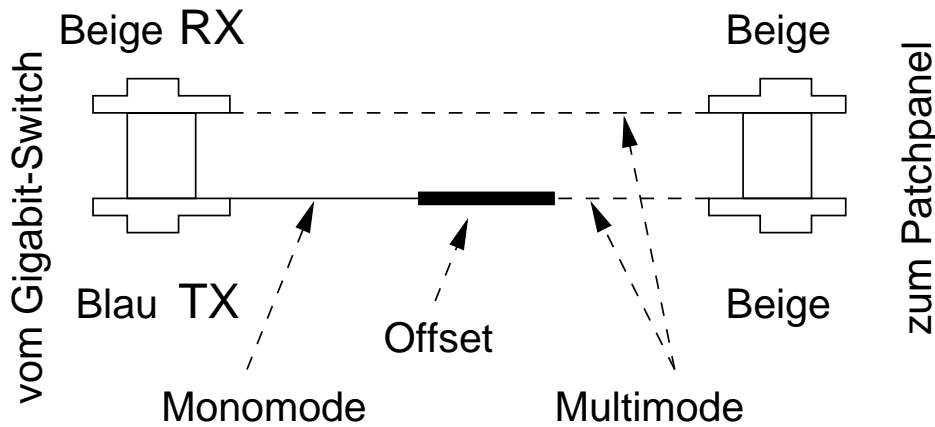 Beige RX
Beige
vom Gigabit-Switch
zum Patchpanel
Blau TX
Beige
Offset
Monomode
Multimode